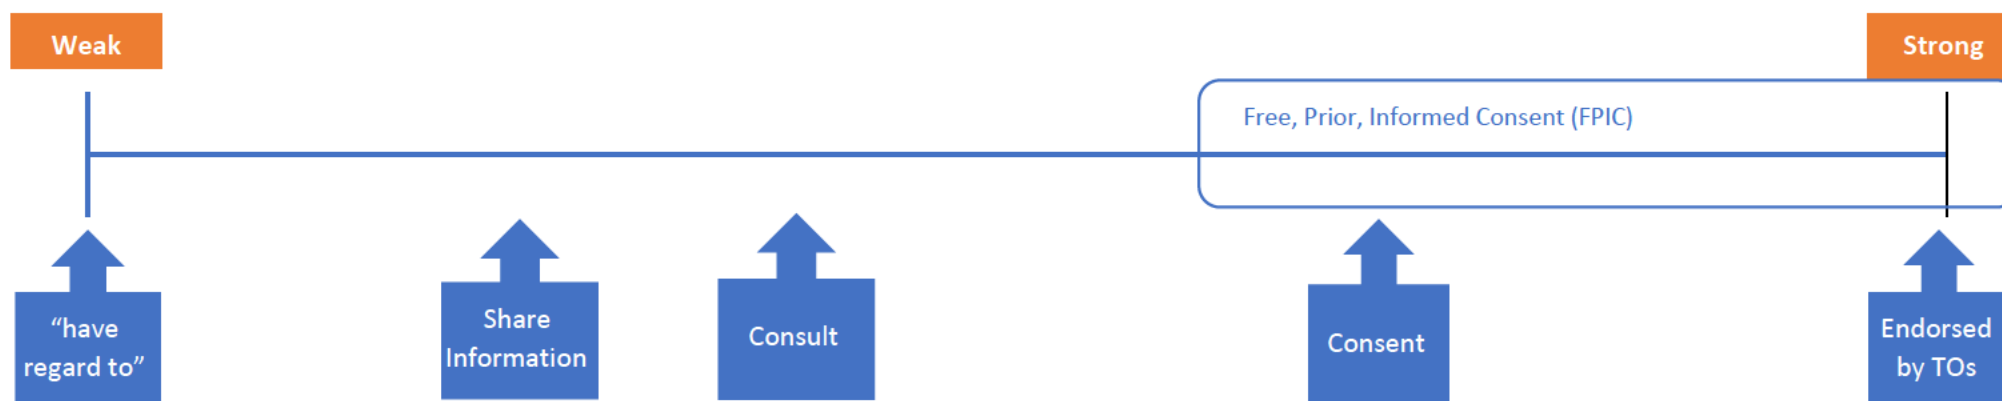 Weak
Strong
Free, Prior, Informed Consent (FPIC)
“have
regard to”
Share
Information
Consult
Consent
Endorsed
by TOs